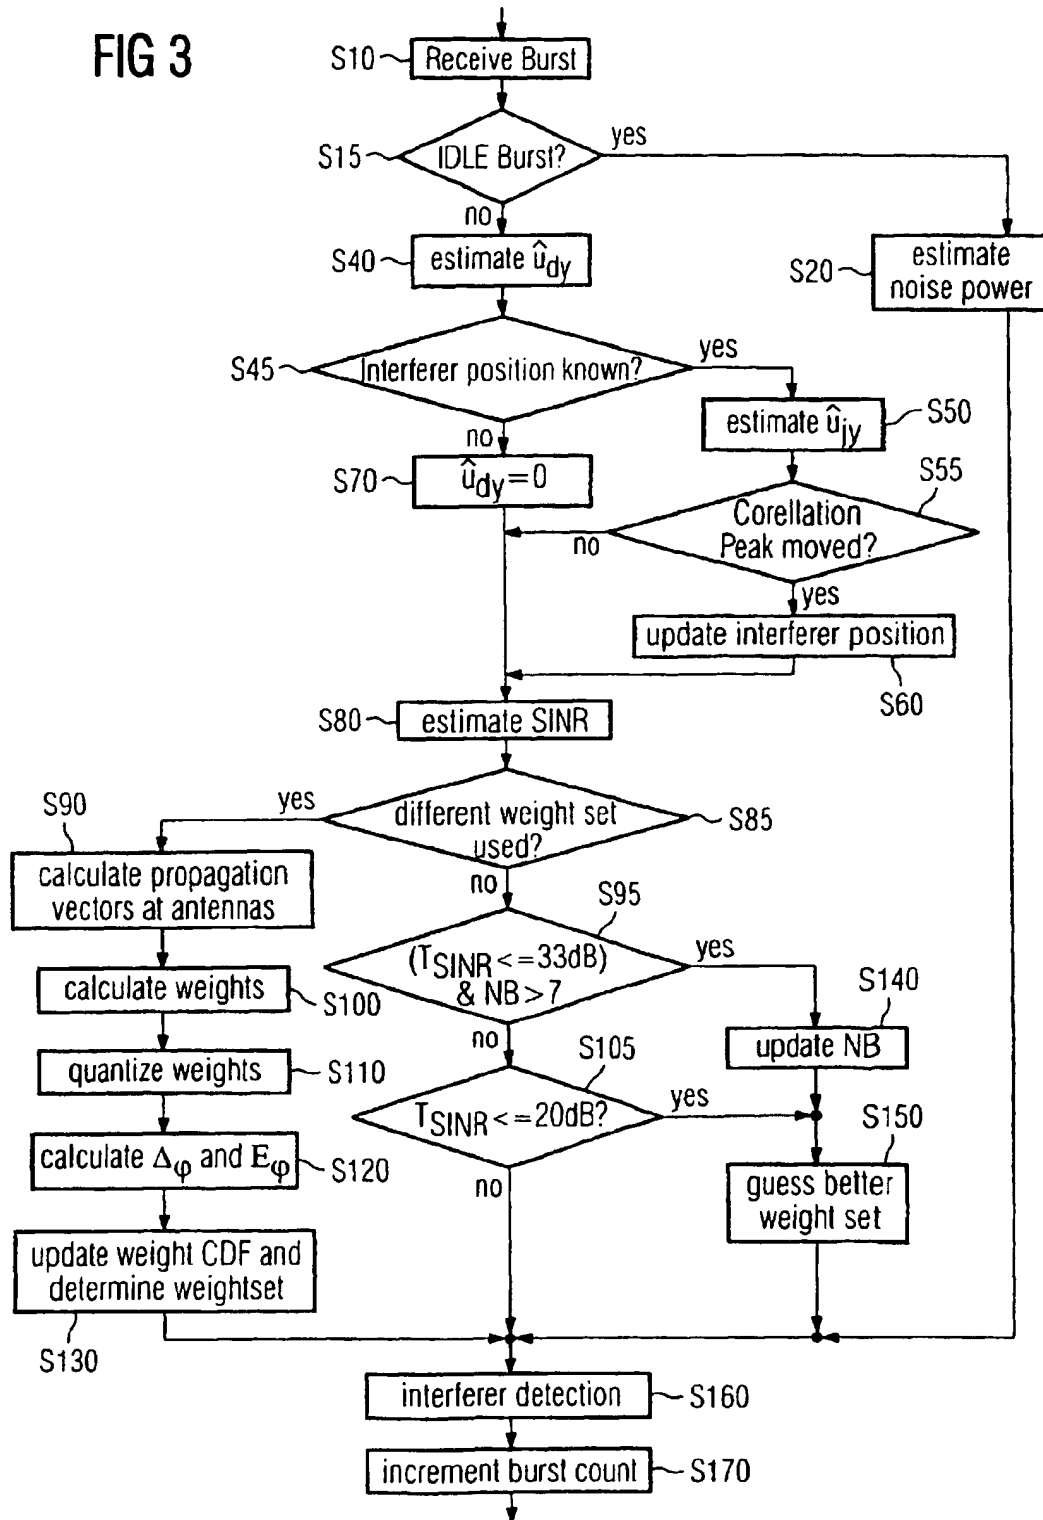 FIG 3
S10
Receive Burst
S15
IDLE Burst?
yes
no
S40
estimate û_dy
S20
estimate
noise power
S45
Interferer position known?
yes
no
S50
estimate û_jy
S70
û_dy=0
S55
Corellation
Peak moved?
no
yes
update interferer position
S60
S80
estimate SINR
S90
yes
different weight set
used?
S85
no
calculate propagation
vectors at antennas
S95
(T_SINR<=33dB)
& NB>7
yes
no
calculate weights
S100
S140
update NB
quantize weights
S110
S105
T_SINR<=20dB?
yes
no
calculate Δ_φ and E_φ
S120
S150
guess better
weight set
update weight CDF and
determine weightset
S130
interferer detection
S160
increment burst count
S170